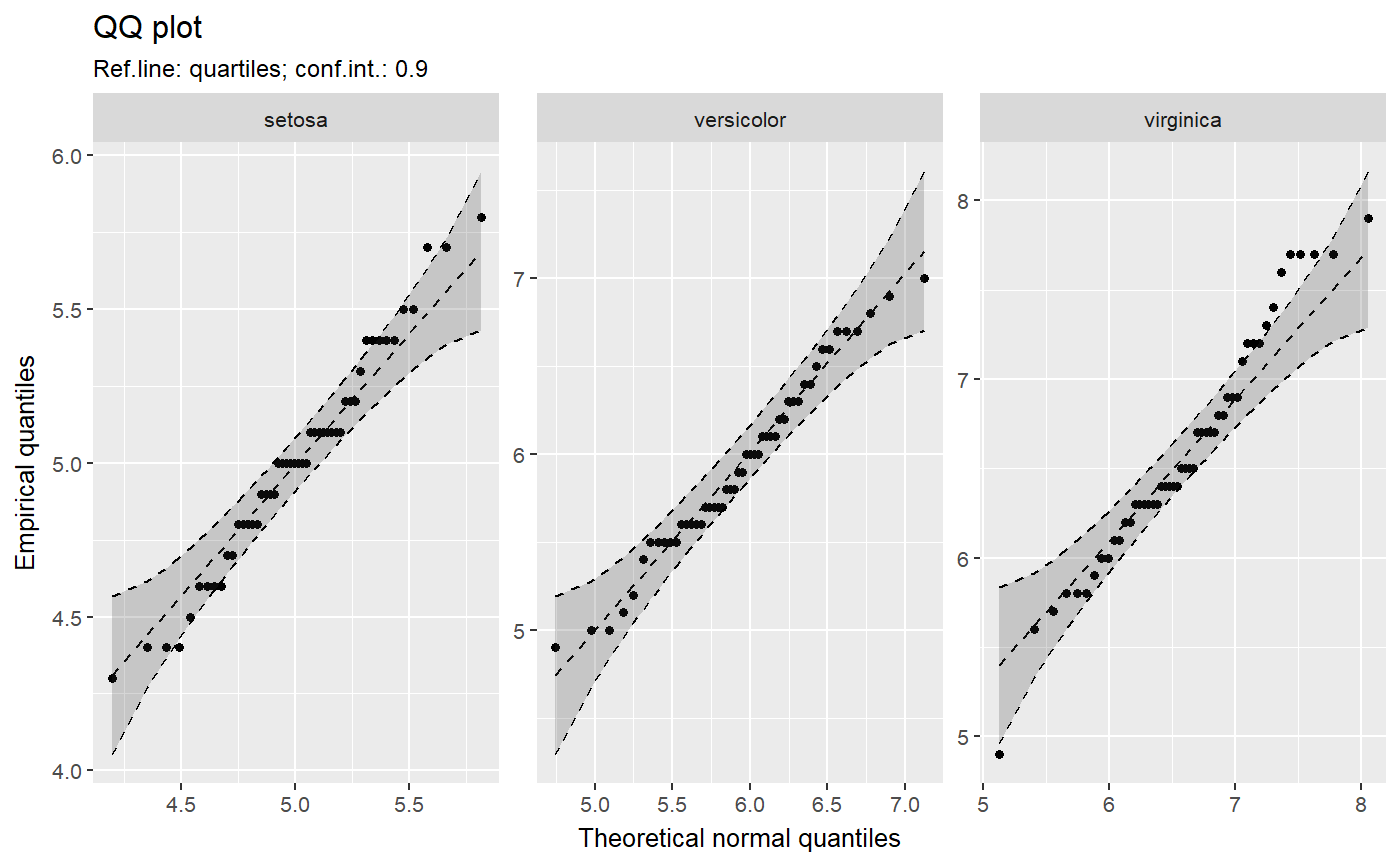 QQ plot
Ref.line: quartiles; conf.int.: 0.9
setosa
versicolor
virginica
Empirical quantiles
6.0
5.5
5.0
4.5
4.0
7
6
5
8
7
6
5
4.5 5.0 5.5
5.0 5.5 6.0 6.5 7.0
5 6 7 8
Theoretical normal quantiles